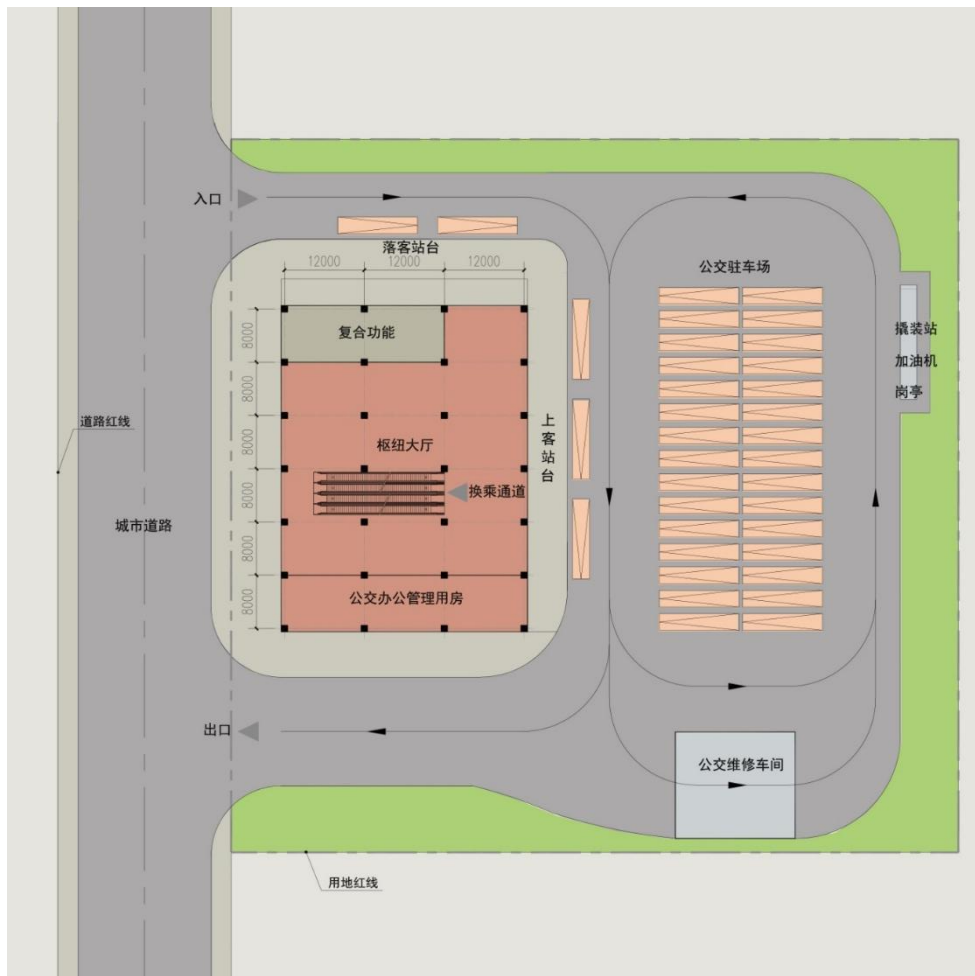 入口
落客站台
12000
12000
12000
公交驻车场
8000
8000
8000
8000
8000
8000
复合功能
撬装站
加油机
岗亭
道路红线
上客站台
枢纽大厅
换乘通道
城市道路
公交办公管理用房
出口
公交维修车间
用地红线